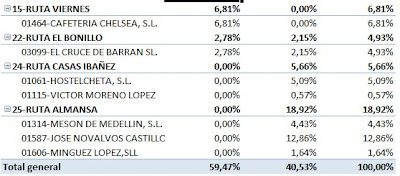 15-RUTA VIERNES 6,81% 0,00% 6,81%
01464-CAFETERIA CHELSEA, S.L. 6,81% 0,00% 6,81%
22-RUTA EL BONILLO 2,78% 2,15% 4,93%
03099-EL CRUCE DE BARRAN SL. 2,78% 2,15% 4,93%
24-RUTA CASAS IBAÑEZ 0,00% 5,66% 5,66%
01061-HOSTELCHETA, S.L. 0,00% 5,09% 5,09%
01115-VICTOR MORENO LOPEZ 0,00% 0,57% 0,57%
25-RUTA ALMANSA 0,00% 18,92% 18,92%
01314-MESON DE MEDELLIN, S.L. 0,00% 4,43% 4,43%
01587-JOSE NOVALVOS CASTILLC 0,00% 12,86% 12,86%
01606-MINGUEZ LOPEZ,SLL 0,00% 1,64% 1,64%
Total general 59,47% 40,53% 100,00%